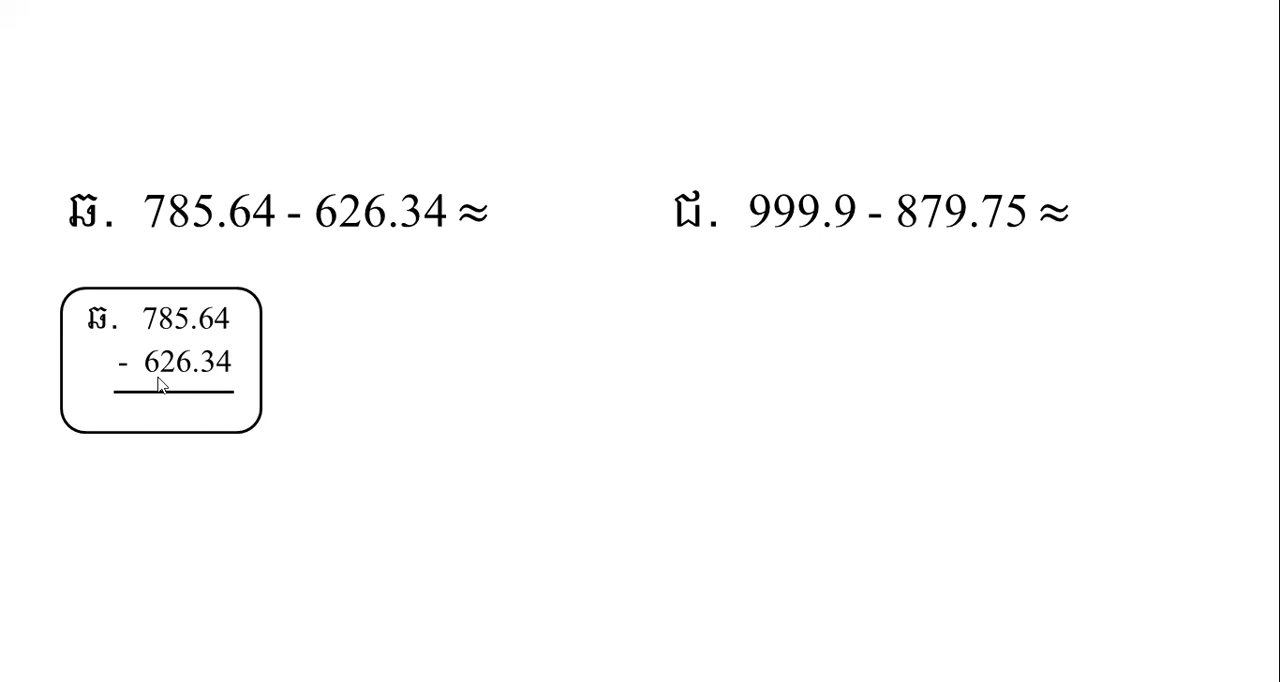 ឆ. 785.64 - 626.34 ≈
ជ. 999.9 - 879.75 ≈
ឆ. 785.64
- 626.34